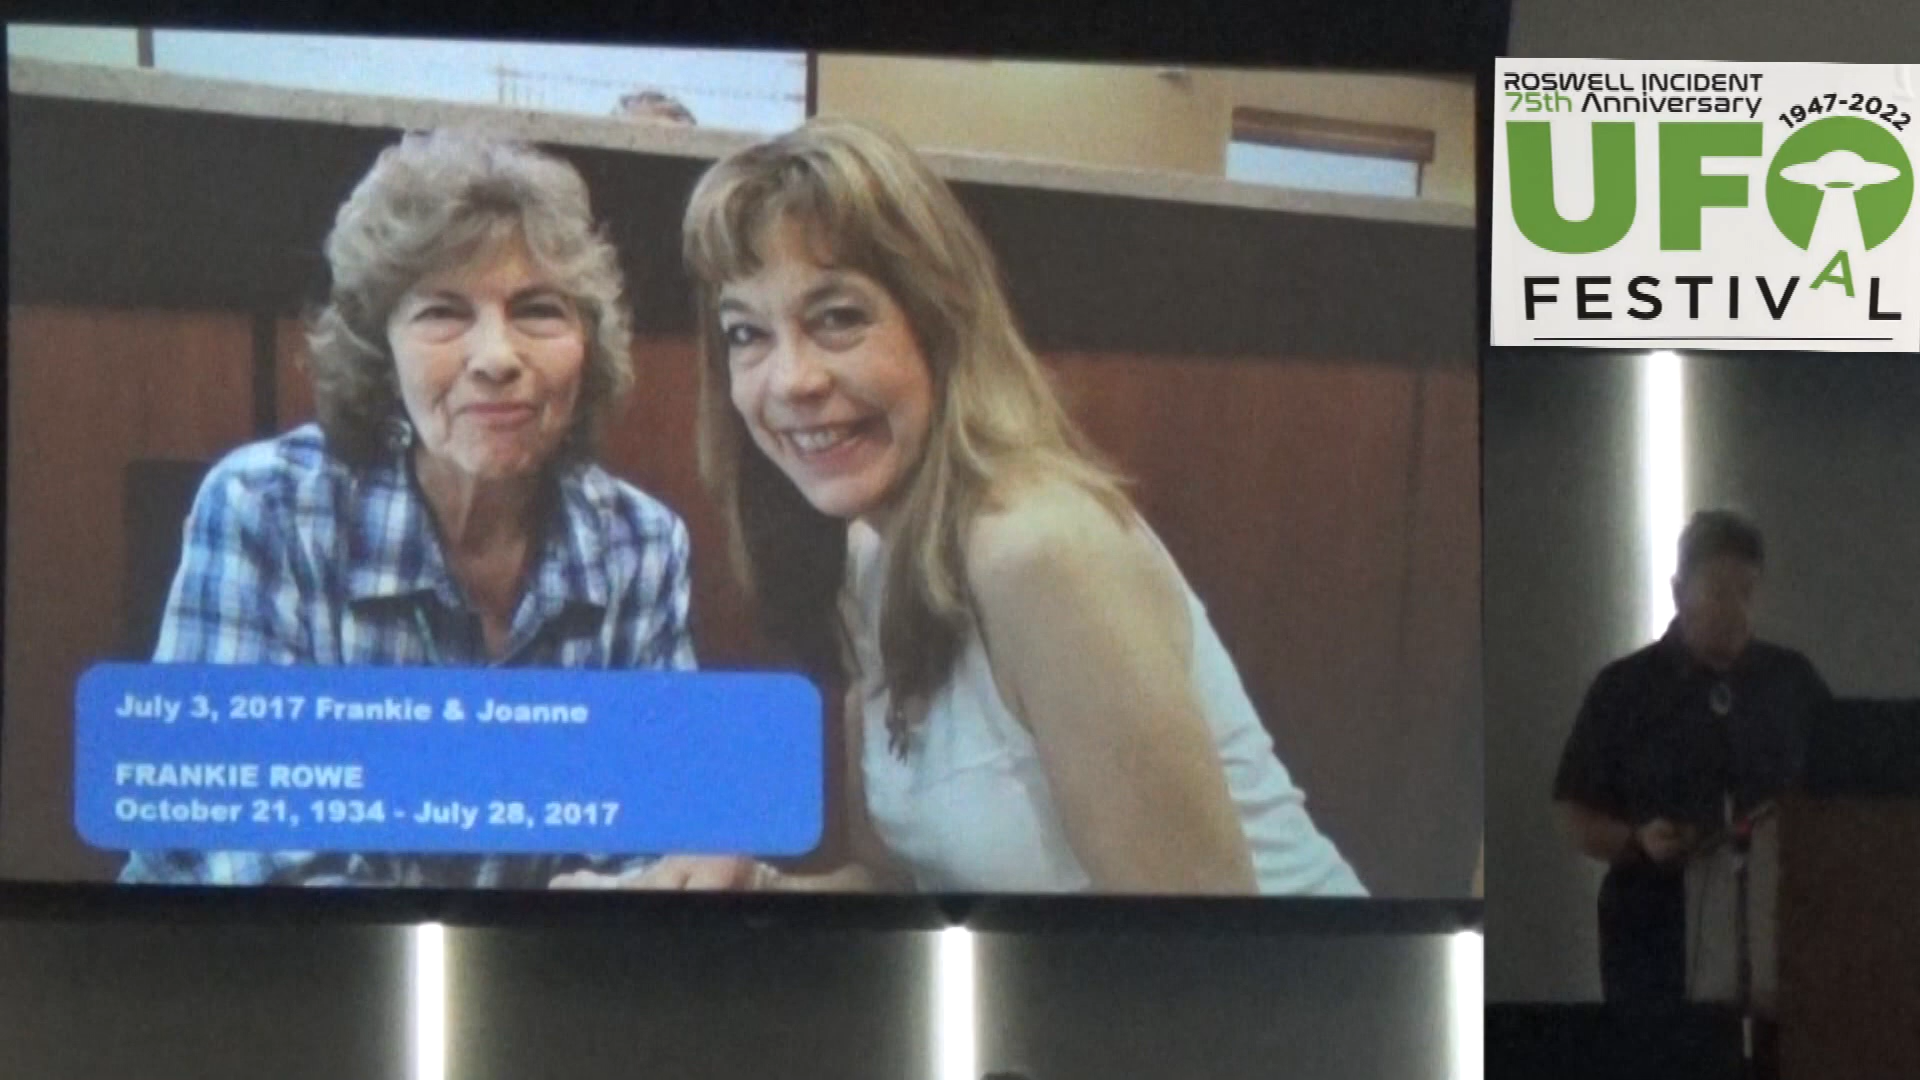 July 3, 2017 Frankie & Joanne
FRANKIE ROWE
October 21, 1934 - July 28, 2017
ROSWELL INCIDENT
75th Anniversary
1947-2022
UFO
FESTIVAL